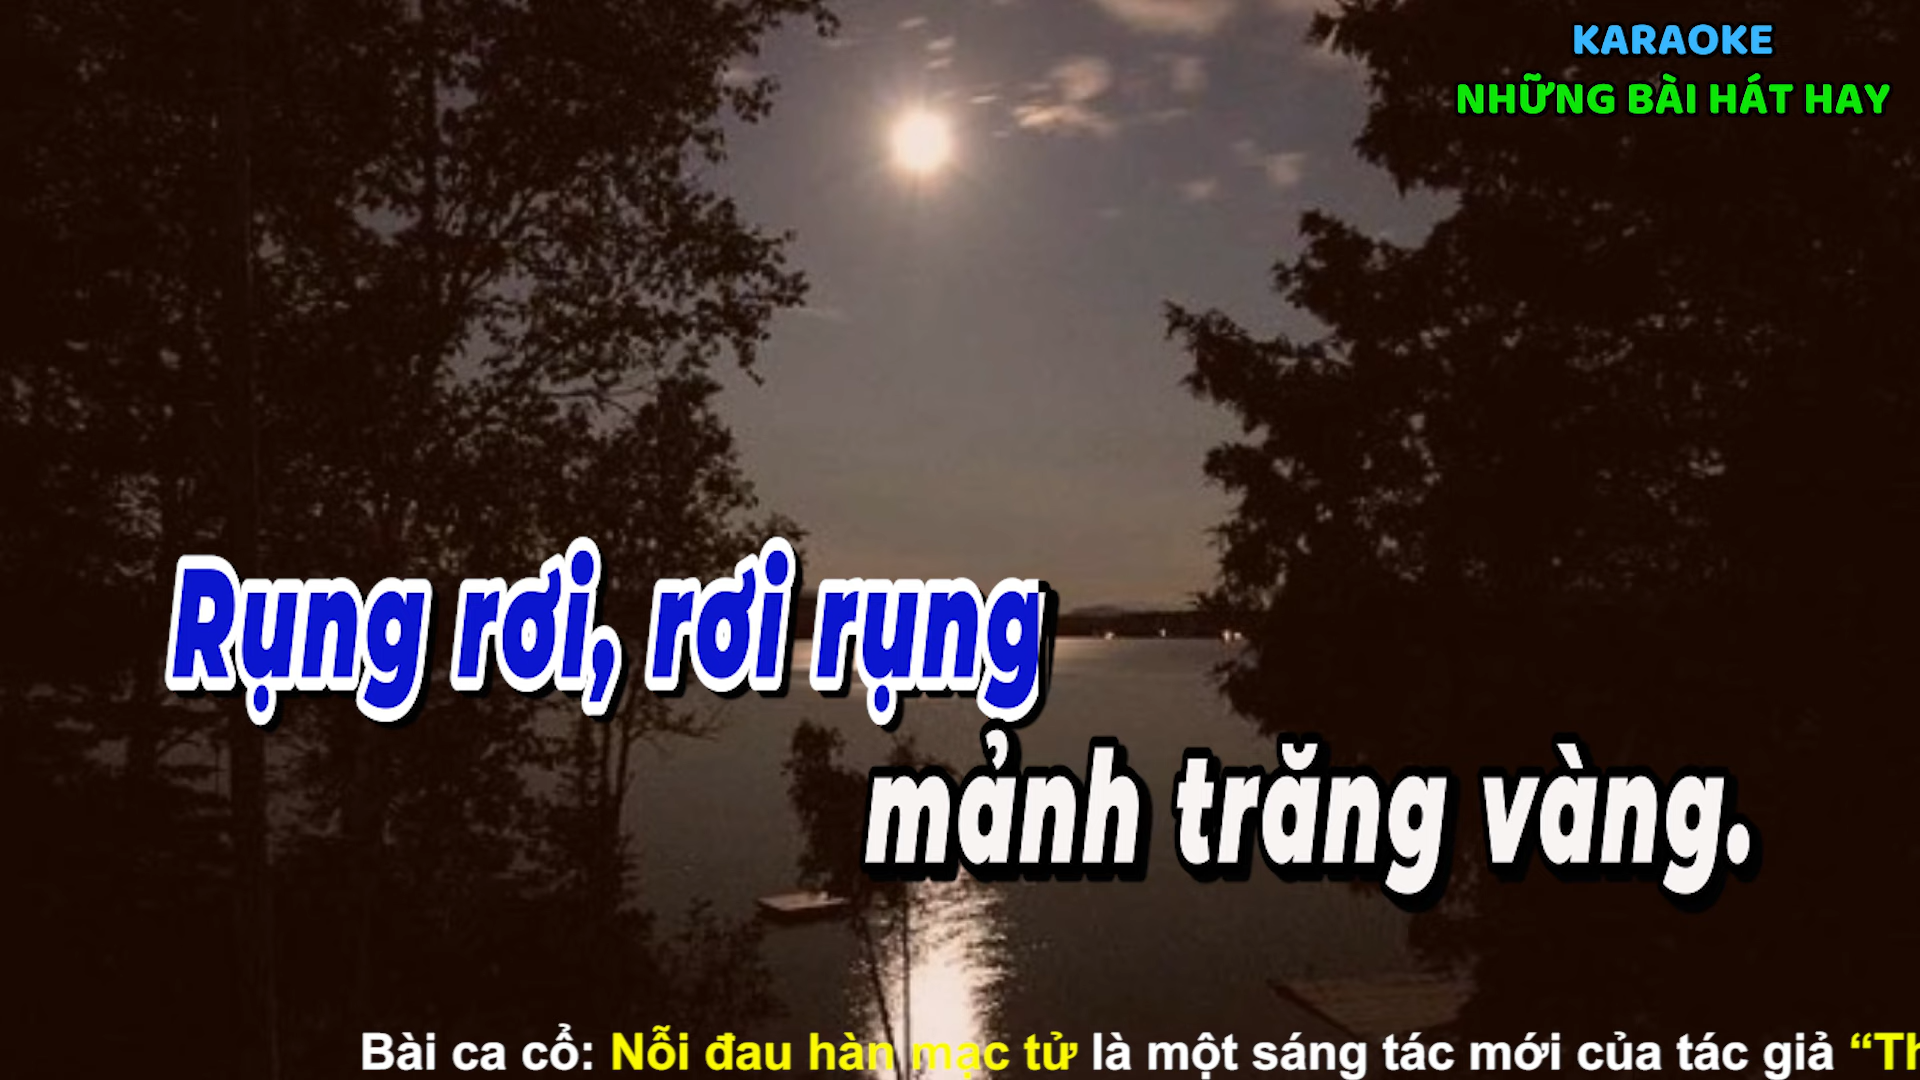 KARAOKE
NHỮNG BÀI HÁT HAY
Rụng rơi, rơi rụng
mảnh trăng vàng.
Bài ca cổ: Nỗi đau hàn mạc tử là một sáng tác mới của tác giả “Th